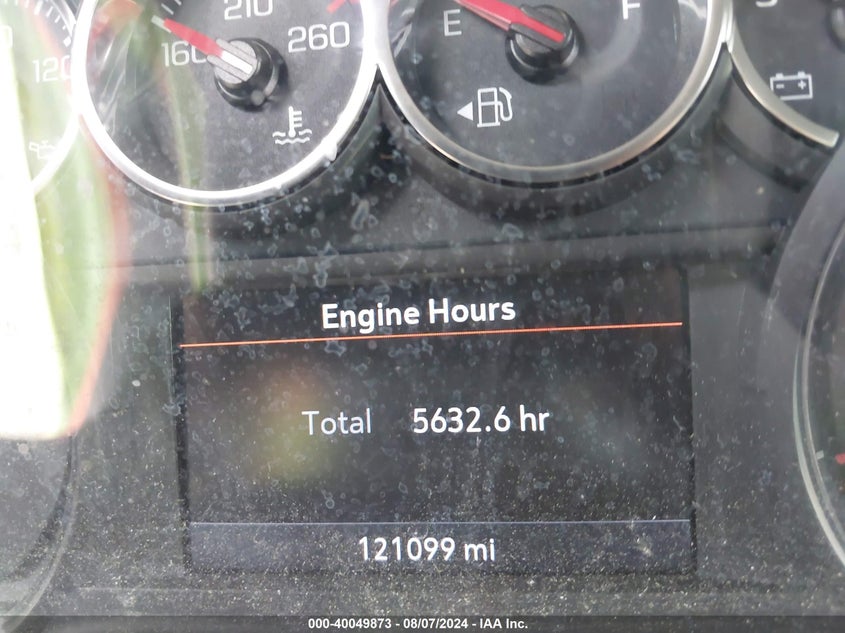 210
160
260
120
E
F
Engine Hours
Total 5632.6 hr
121099 mi
000-40049873 - 08/07/2024 - IAA Inc.